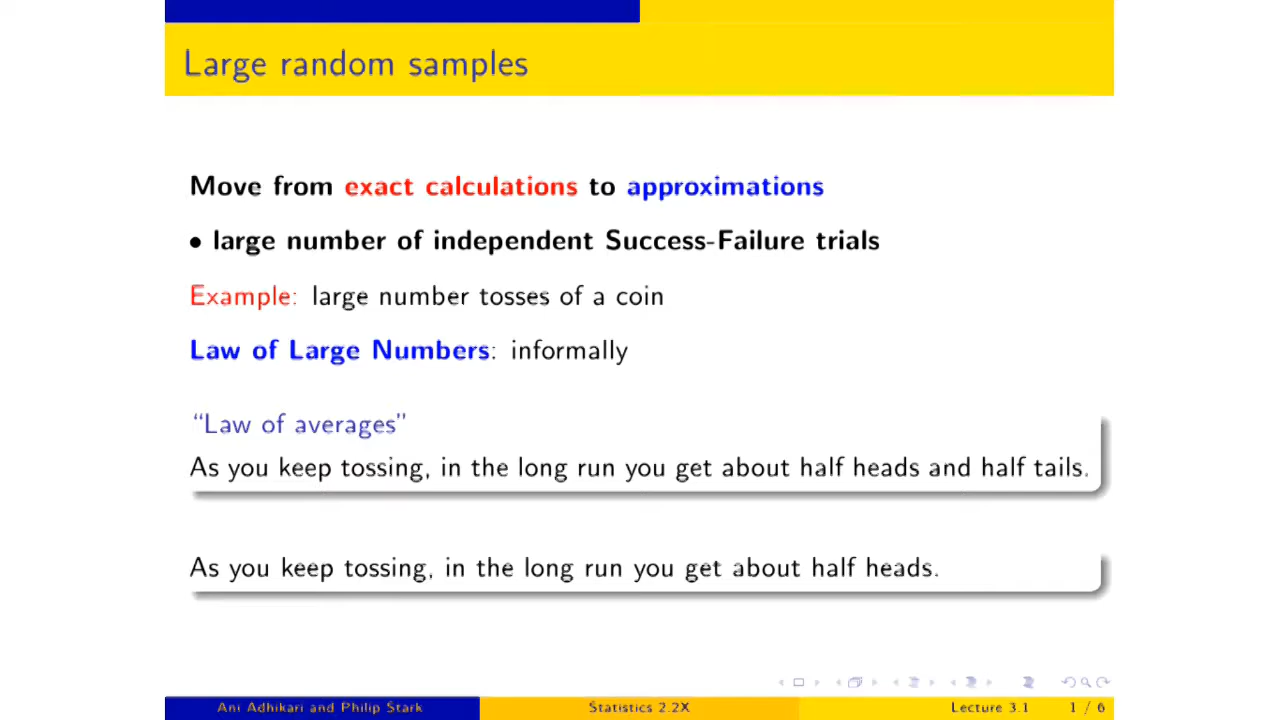 Large random samples
Move from exact calculations to approximations
• large number of independent Success-Failure trials
Example: large number tosses of a coin
Law of Large Numbers: informally
“Law of averages”
As you keep tossing, in the long run you get about half heads and half tails.
As you keep tossing, in the long run you get about half heads.
Ani Adhikari and Philip Stark Statistics 2.2X Lecture 3.1 1 / 6